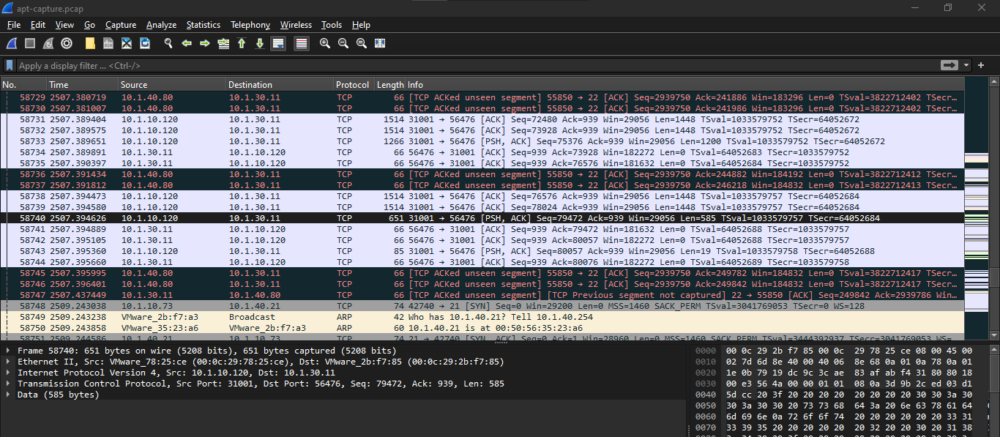 apt-capture.pcap
File Edit View Go Capture Analyze Statistics Telephony Wireless Tools Help
Apply a display filter … <Ctrl-/>
No. Time Source Destination Protocol Length Info
58729 2507.380719 10.1.40.80 10.1.30.11 TCP 66 [TCP ACKed unseen segment] 55850 → 22 [ACK] Seq=2939750 Ack=241886 Win=183296 Len=0 TSval=3822712402 TSecr…
58730 2507.381007 10.1.40.80 10.1.30.11 TCP 66 [TCP ACKed unseen segment] 55850 → 22 [ACK] Seq=2939750 Ack=241986 Win=183296 Len=0 TSval=3822712402 TSecr…
58731 2507.389404 10.1.10.120 10.1.30.11 TCP 1514 31001 → 56476 [ACK] Seq=72480 Ack=939 Win=29056 Len=1448 TSval=1033579752 TSecr=64052672
58732 2507.389575 10.1.10.120 10.1.30.11 TCP 1514 31001 → 56476 [ACK] Seq=73928 Ack=939 Win=29056 Len=1448 TSval=1033579752 TSecr=64052672
58733 2507.389651 10.1.10.120 10.1.30.11 TCP 1266 31001 → 56476 [PSH, ACK] Seq=75376 Ack=939 Win=29056 Len=1200 TSval=1033579752 TSecr=64052672
58734 2507.389891 10.1.30.11 10.1.10.120 TCP 66 56476 → 31001 [ACK] Seq=939 Ack=73928 Win=182272 Len=0 TSval=64052683 TSecr=1033579752
58735 2507.390397 10.1.30.11 10.1.10.120 TCP 66 56476 → 31001 [ACK] Seq=939 Ack=76576 Win=181632 Len=0 TSval=64052684 TSecr=1033579752
58736 2507.391434 10.1.40.80 10.1.30.11 TCP 66 [TCP ACKed unseen segment] 55850 → 22 [ACK] Seq=2939750 Ack=244882 Win=184192 Len=0 TSval=3822712412 TSecr…
58737 2507.391812 10.1.40.80 10.1.30.11 TCP 66 [TCP ACKed unseen segment] 55850 → 22 [ACK] Seq=2939750 Ack=246218 Win=184832 Len=0 TSval=3822712413 TSecr…
58738 2507.394473 10.1.10.120 10.1.30.11 TCP 1514 31001 → 56476 [ACK] Seq=76576 Ack=939 Win=29056 Len=1448 TSval=1033579757 TSecr=64052684
58739 2507.394580 10.1.10.120 10.1.30.11 TCP 1514 31001 → 56476 [ACK] Seq=78024 Ack=939 Win=29056 Len=1448 TSval=1033579757 TSecr=64052684
58740 2507.394626 10.1.10.120 10.1.30.11 TCP 651 31001 → 56476 [PSH, ACK] Seq=79472 Ack=939 Win=29056 Len=585 TSval=1033579757 TSecr=64052684
58741 2507.394889 10.1.30.11 10.1.10.120 TCP 66 56476 → 31001 [ACK] Seq=939 Ack=79472 Win=181632 Len=0 TSval=64052688 TSecr=1033579757
58742 2507.395105 10.1.30.11 10.1.10.120 TCP 66 56476 → 31001 [ACK] Seq=939 Ack=80057 Win=182272 Len=0 TSval=64052688 TSecr=1033579757
58743 2507.395360 10.1.10.120 10.1.30.11 TCP 85 31001 → 56476 [PSH, ACK] Seq=80057 Ack=939 Win=29056 Len=19 TSval=1033579758 TSecr=64052688
58744 2507.395660 10.1.30.11 10.1.10.120 TCP 66 56476 → 31001 [ACK] Seq=939 Ack=80076 Win=182272 Len=0 TSval=64052689 TSecr=1033579758
58745 2507.395995 10.1.40.80 10.1.30.11 TCP 66 [TCP ACKed unseen segment] 55850 → 22 [ACK] Seq=2939750 Ack=249782 Win=184832 Len=0 TSval=3822712417 TSecr…
58746 2507.396401 10.1.40.80 10.1.30.11 TCP 66 [TCP ACKed unseen segment] 55850 → 22 [ACK] Seq=2939750 Ack=249842 Win=184832 Len=0 TSval=3822712417 TSecr…
58747 2507.437449 10.1.30.11 10.1.40.80 TCP 66 [TCP ACKed unseen segment] [TCP Previous segment not captured] 22 → 55850 [ACK] Seq=249842 Ack=2939786 Win…
58748 2509.243038 10.1.10.73 10.1.40.21 TCP 74 42740 → 21 [SYN] Seq=0 Win=29200 Len=0 MSS=1460 SACK_PERM TSval=3041769053 TSecr=0 WS=128
58749 2509.243238 VMware_2b:f7:a3 Broadcast ARP 42 Who has 10.1.40.21? Tell 10.1.40.254
58750 2509.243858 VMware_35:23:a6 VMware_2b:f7:a3 ARP 60 10.1.40.21 is at 00:50:56:35:23:a6
58751 2509.244586 10.1.40.21 10.1.10.73 TCP 74 21 → 42740 [SYN, ACK] Seq=0 Ack=1 Win=28960 Len=0 MSS=1460 SACK_PERM TSval=3444392937 TSecr=3041769053 WS=
Frame 58740: 651 bytes on wire (5208 bits), 651 bytes captured (5208 bits)
Ethernet II, Src: VMware_78:25:ce (00:0c:29:78:25:ce), Dst: VMware_2b:f7:85 (00:0c:29:2b:f7:85)
Internet Protocol Version 4, Src: 10.1.10.120, Dst: 10.1.30.11
Transmission Control Protocol, Src Port: 31001, Dst Port: 56476, Seq: 79472, Ack: 939, Len: 585
Data (585 bytes)
0000 00 0c 29 2b f7 85 00 0c 29 78 25 ce 08 00 45 00
0010 02 7d 6d 8e 40 00 40 06 8e 68 0a 01 0a 78 0a 01
0020 1e 0b 79 19 dc 9c 3c ae 83 af ab f4 31 80 80 18
0030 00 e3 56 4a 00 00 01 01 08 0a 3d 9b 2c ed 03 d1
0040 5d cc 20 3f 20 20 20 20 20 20 20 20 30 30 3a 30
0050 30 3a 30 30 20 73 73 68 64 3a 20 6e 63 78 61 64
0060 6d 69 6e 0a 72 6f 6f 74 20 20 20 20 20 20 33 31
0070 33 39 35 20 20 20 20 20 20 32 20 20 30 20 31 38